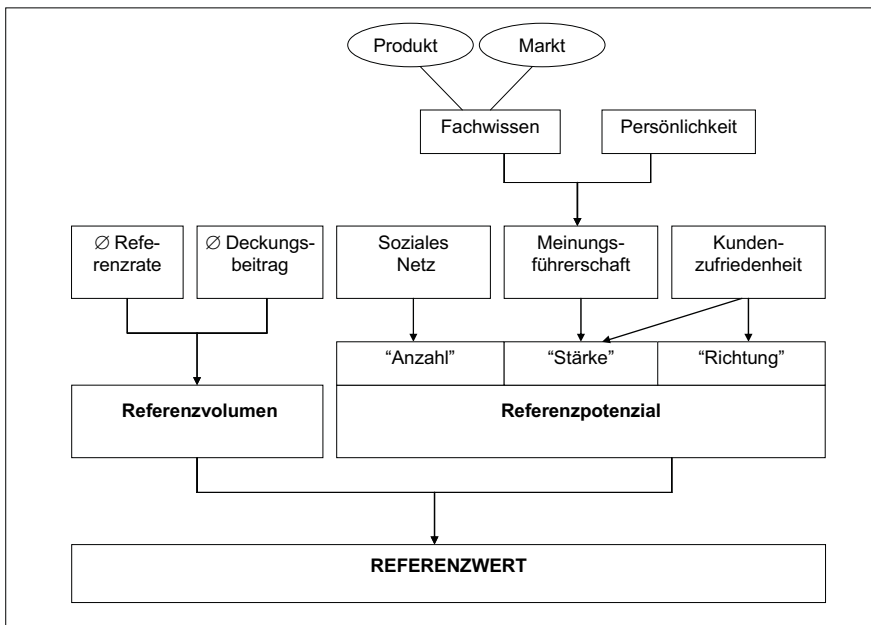 Produkt
Markt
Fachwissen
Persönlichkeit
∅ Refe-
renzrate
∅ Deckungs-
beitrag
Soziales
Netz
Meinungs-
führerschaft
Kunden-
zufriedenheit
“Anzahl”
“Stärke”
“Richtung”
Referenzvolumen
Referenzpotenzial
REFERENZWERT